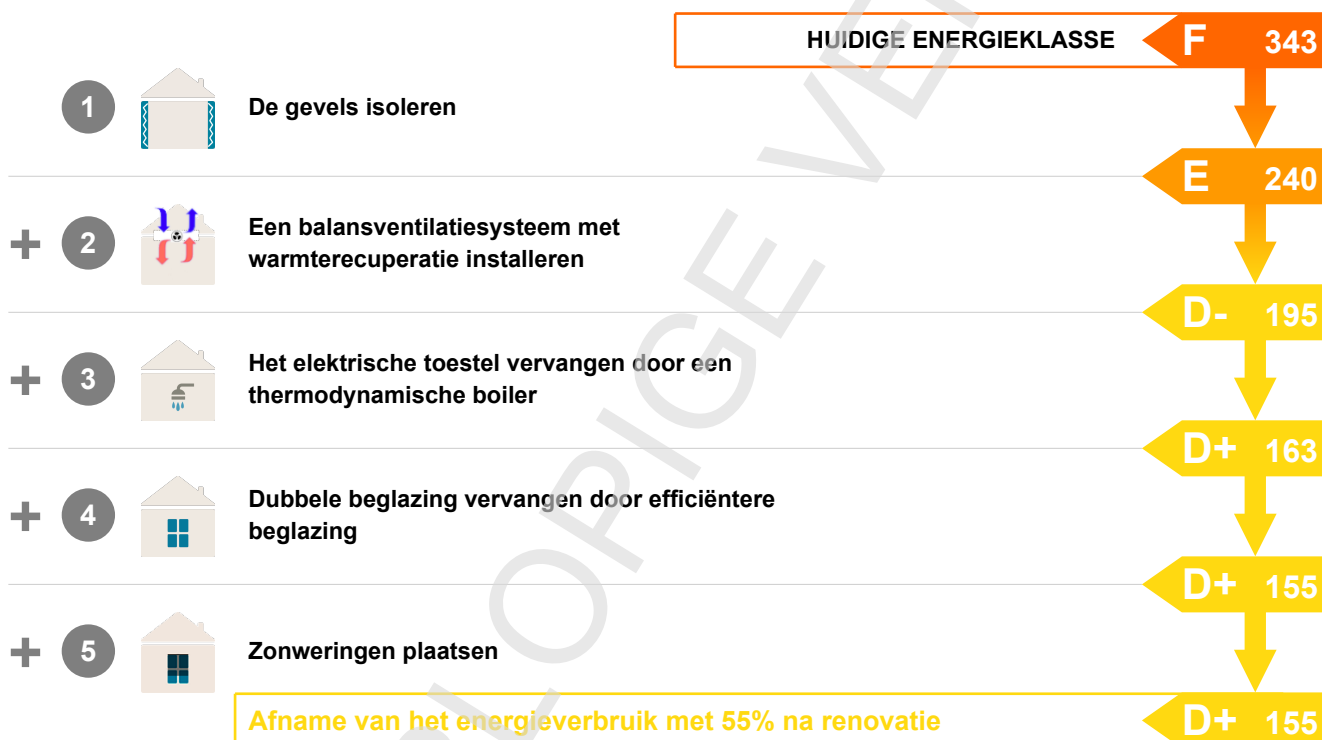 HUIDIGE ENERGIEKLASSE F 343
1 De gevels isoleren
E 240
+ 2 Een balansventilatiesysteem met
warmterecuperatie installeren
D- 195
+ 3 Het elektrische toestel vervangen door een
thermodynamische boiler
D+ 163
+ 4 Dubbele beglazing vervangen door efficiëntere
beglazing
D+ 155
+ 5 Zonweringen plaatsen
Afname van het energieverbruik met 55% na renovatie D+ 155